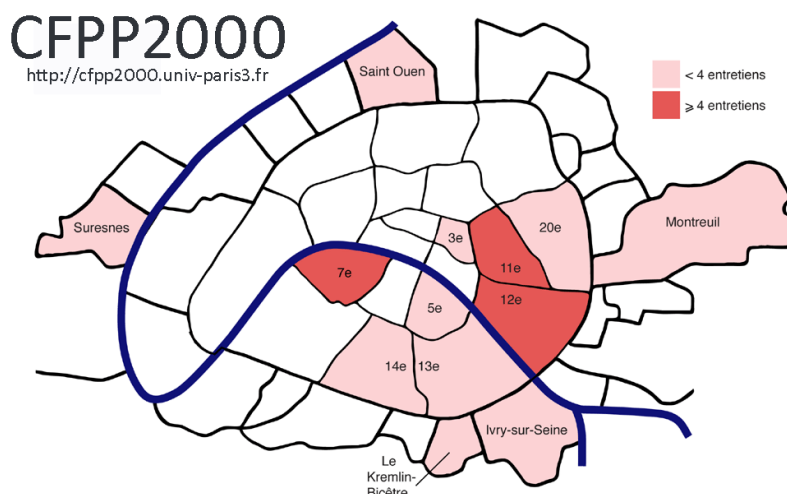 CFPP2000
http://cfpp2000.univ-paris3.fr
Saint Ouen
< 4 entretiens
⩾ 4 entretiens
Suresnes
3e
20e
Montreuil
7e
11e
12e
5e
14e
13e
Ivry-sur-Seine
Le
Kremlin-
Bicêtre